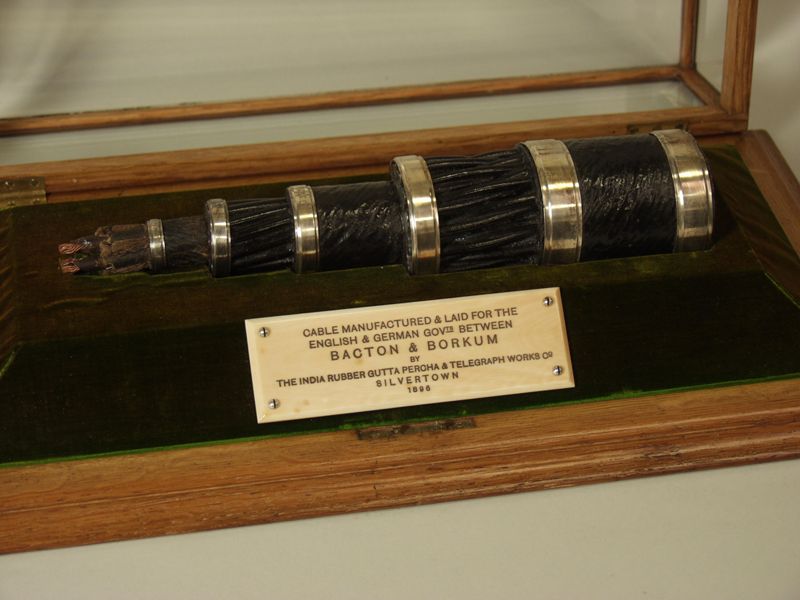 CABLE MANUFACTURED & LAID FOR THE
ENGLISH & GERMAN GOVTS BETWEEN
BACTON & BORKUM
BY
THE INDIA RUBBER GUTTA PERCHA & TELEGRAPH WORKS CO
SILVERTOWN
1896